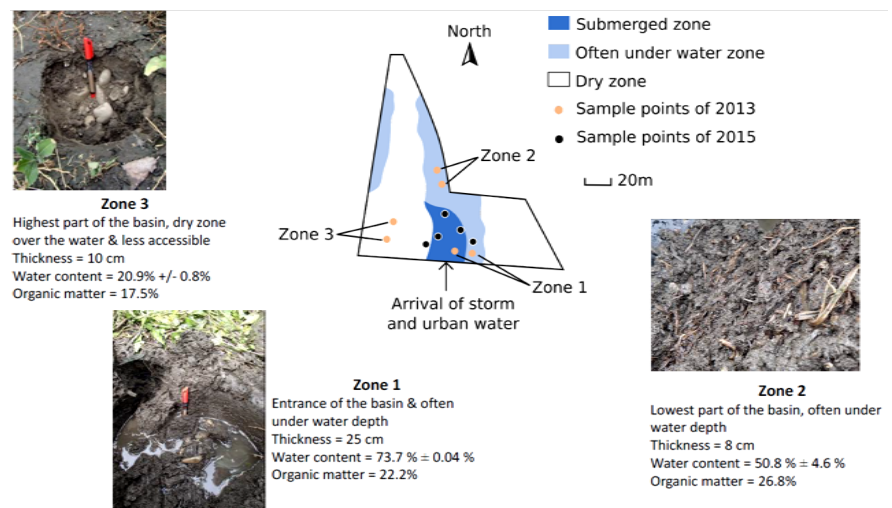 North
Submerged zone
Often under water zone
Dry zone
Sample points of 2013
Sample points of 2015
20m
Zone 2
Zone 3
Zone 1
Arrival of storm
and urban water
Zone 3
Highest part of the basin, dry zone
over the water & less accessible
Thickness = 10 cm
Water content = 20.9% +/- 0.8%
Organic matter = 17.5%
Zone 1
Entrance of the basin & often
under water depth
Thickness = 25 cm
Water content = 73.7 % ± 0.04 %
Organic matter = 22.2%
Zone 2
Lowest part of the basin, often under
water depth
Thickness = 8 cm
Water content = 50.8 % ± 4.6 %
Organic matter = 26.8%